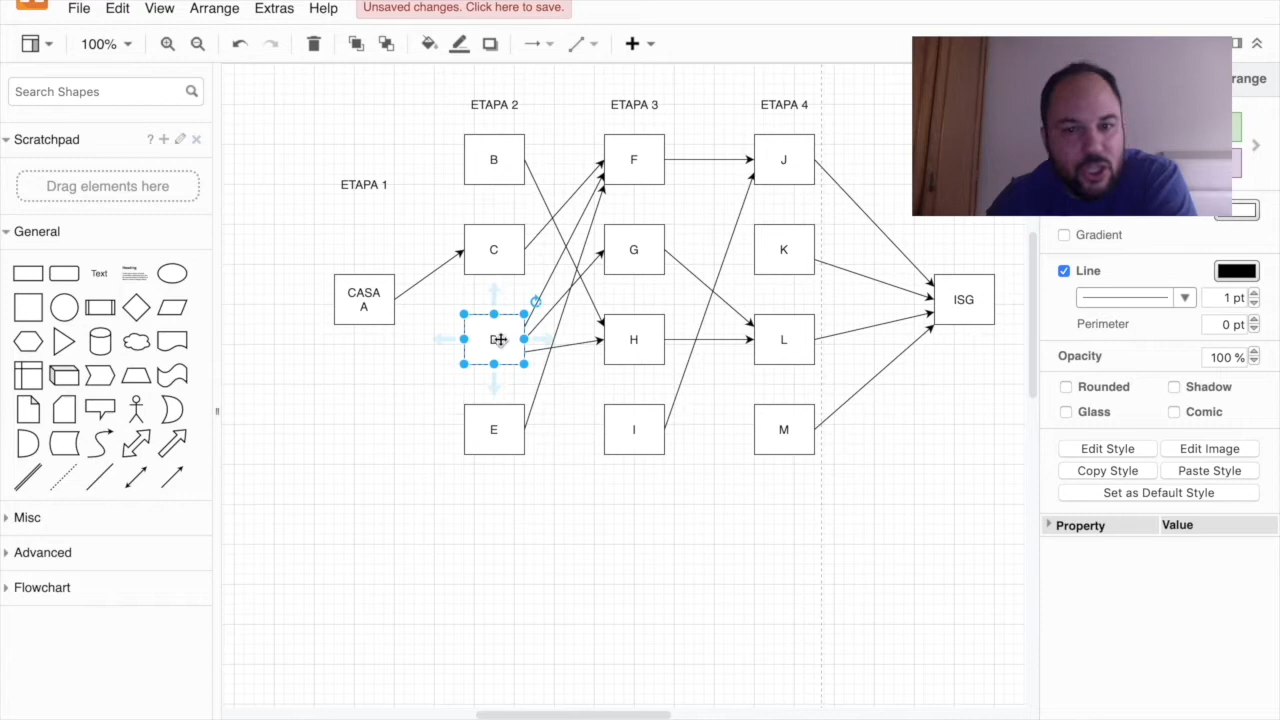 File Edit View Arrange Extras Help Unsaved changes. Click here to save.
100%
Search Shapes
Scratchpad ?
Drag elements here
General
Text
Heading
Misc
Advanced
Flowchart
ETAPA 1
ETAPA 2
ETAPA 3
ETAPA 4
CASA
A
B
C
D
E
F
G
H
I
J
K
L
M
ISG
range
Gradient
Line
1 pt
Perimeter 0 pt
Opacity 100 %
Rounded Shadow
Glass Comic
Edit Style Edit Image
Copy Style Paste Style
Set as Default Style
Property Value